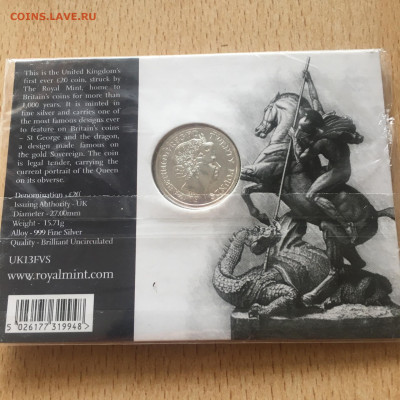 COINS.LAVE.RU
This is the United Kingdom's
first ever £20 coin, struck by
The Royal Mint, home to
Britain's coins for more than
1,000 years. It is minted in
fine silver and carries one of
the most famous designs ever
to feature on Britain's coins
– St George and the dragon,
a design made famous on
the gold Sovereign. The coin
is legal tender, carrying the
current portrait of the Queen
on its obverse.
Denomination - £20
Issuing Authority - UK
Diameter - 27.00mm
Weight - 15.71g
Alloy - 999 Fine Silver
Quality - Brilliant Uncirculated
UK13FVS
www.royalmint.com
5 026177 319948 >